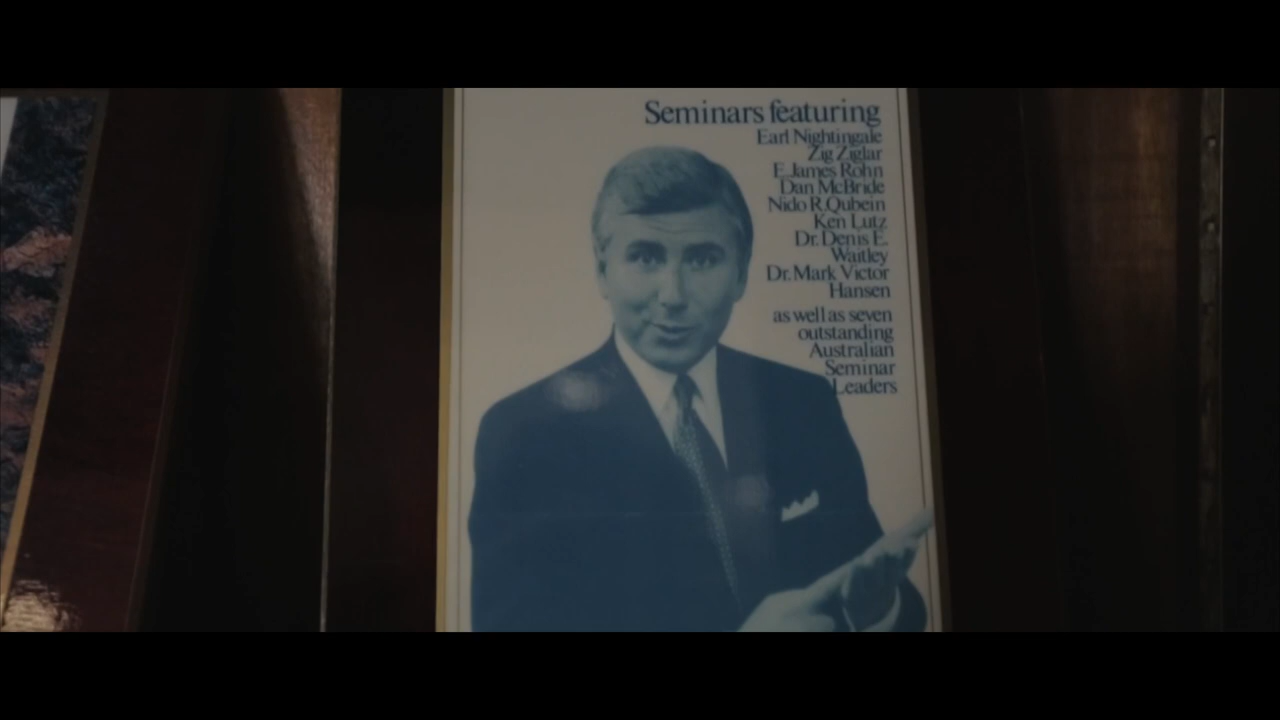 Seminars featuring
Earl Nightingale
Zig Ziglar
E. James Rohn
Dan McBride
Nido R. Qubein
Ken Lutz
Dr. Denis E.
Waitley
Dr. Mark Victor
Hansen
as well as seven
outstanding
Australian
Seminar
Leaders